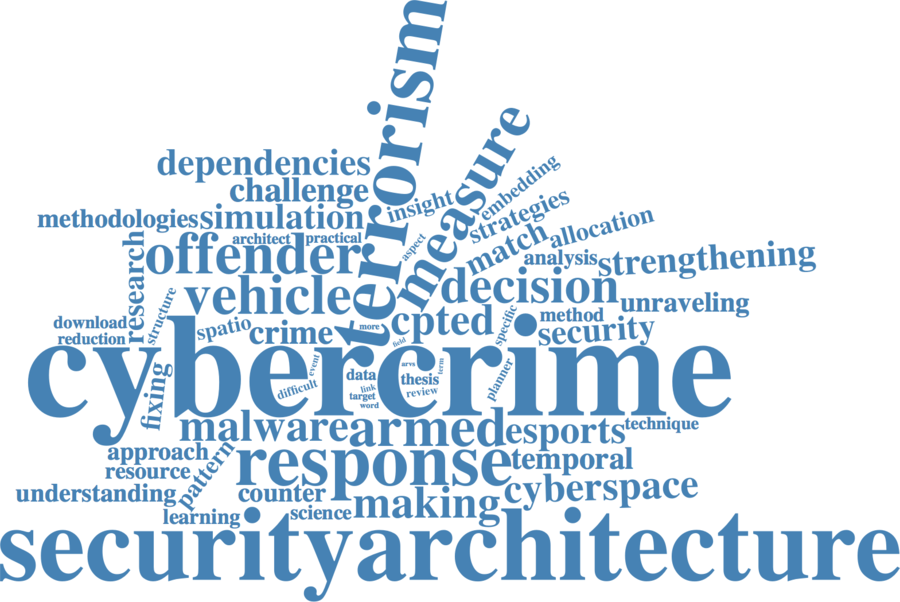 terrorism
measure
embedding
dependencies
challenge
insight
strategies
methodologies
simulation
allocation
architect
practical
aspect
match
research
offender
analysis
strengthening
vehicle
decision
structure
unraveling
download
spatio
crime
more
cpted
specific
method
security
reduction
field
cybercrime
fixing
event
difficult
data
link
target
word
arvs
term
thesis
review
planner
malware
armed
esports
technique
approach
pattern
response
temporal
resource
understanding
counter
making
cyberspace
learning
science
securityarchitecture